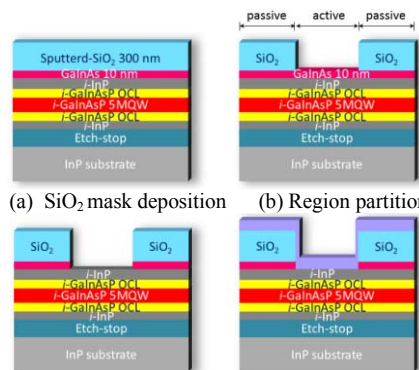 passive active passive
Sputterd-SiO2 300 nm
GaInAs 10 nm
i-InP
i-GaInAsP OCL
i-GaInAsP 5MQW
i-GaInAsP OCL
i-InP
Etch-stop
InP substrate
SiO2 SiO2
GaInAs 10 nm
i-InP
i-GaInAsP OCL
i-GaInAsP 5MQW
i-GaInAsP OCL
i-InP
Etch-stop
InP substrate
(a) SiO2 mask deposition
(b) Region partition
SiO2 SiO2
i-InP
i-GaInAsP OCL
i-GaInAsP 5MQW
i-GaInAsP OCL
i-InP
Etch-stop
InP substrate
SiO2 SiO2
i-InP
i-GaInAsP OCL
i-GaInAsP 5MQW
i-GaInAsP OCL
i-InP
Etch-stop
InP substrate